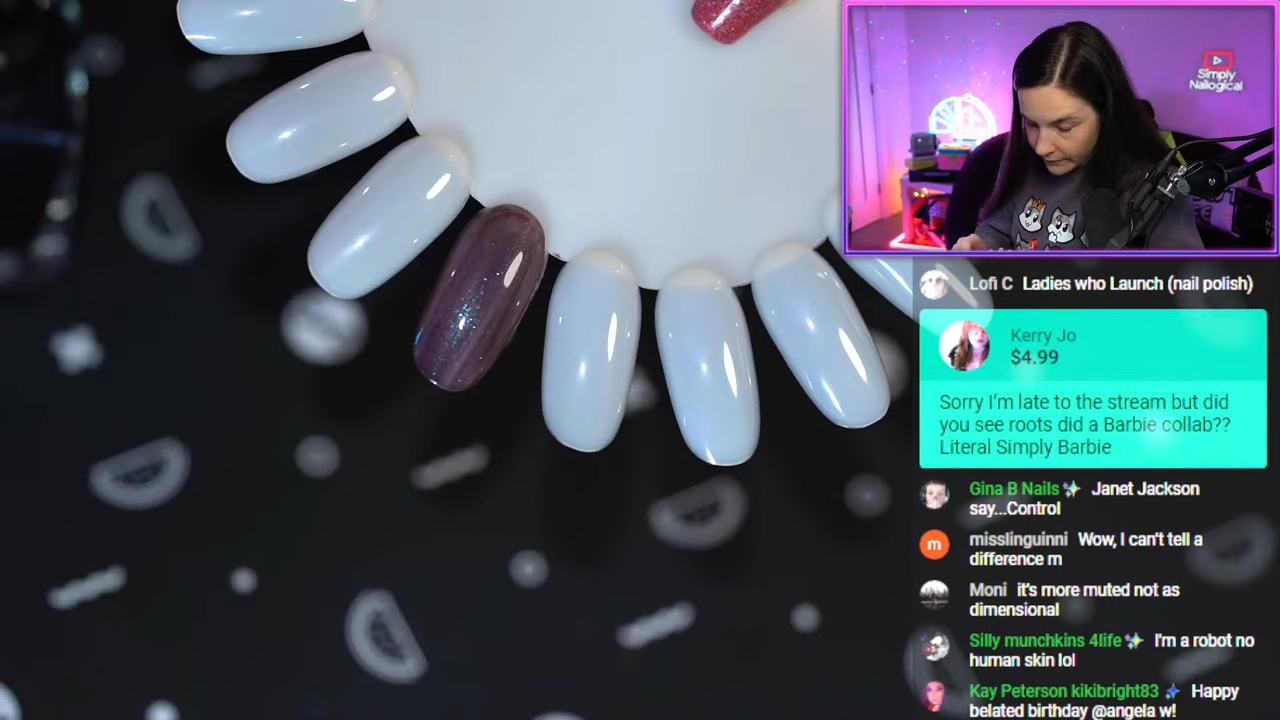 Simply
Nailogical
Lofi C Ladies who Launch (nail polish)
Kerry Jo
$4.99
Sorry I'm late to the stream but did
you see roots did a Barbie collab??
Literal Simply Barbie
Gina B Nails Janet Jackson
say...Control
m
misslinguinni Wow, I can't tell a
difference m
Moni it's more muted not as
dimensional
Silly munchkins 4life I'm a robot no
human skin lol
Kay Peterson kikibright83 Happy
belated birthday @angela w!